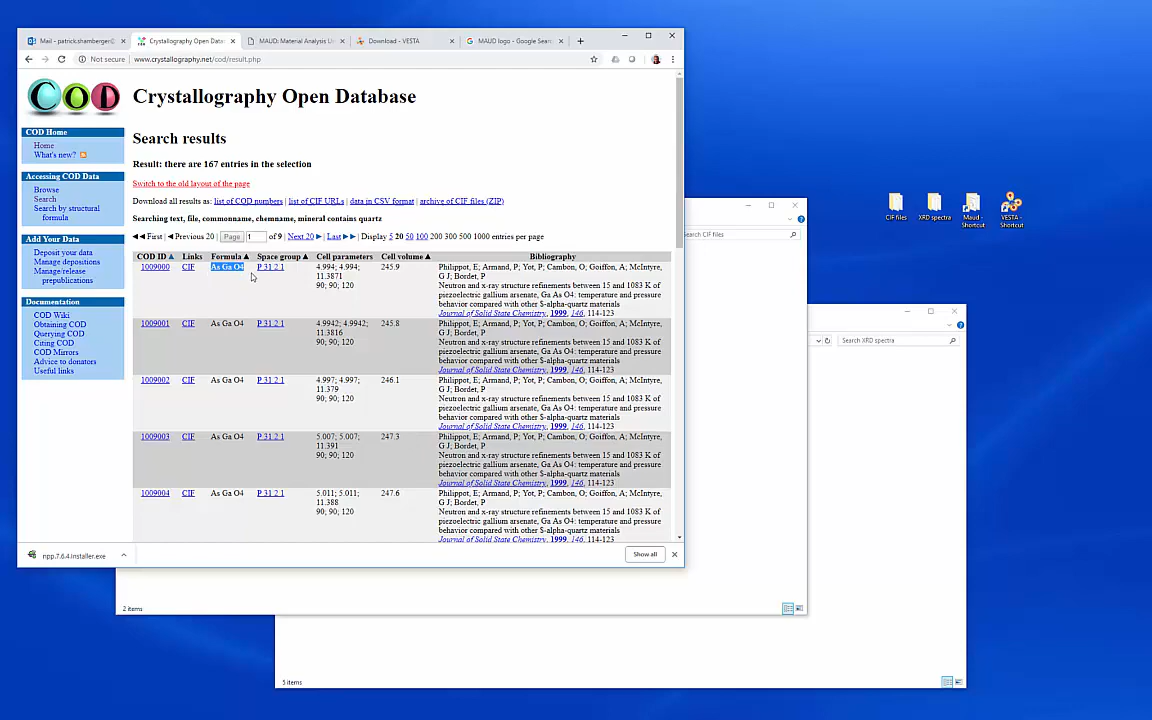 Mail - patrick.shamberger@
Crystallography Open Data
MAUD: Material Analysis U
Download - VESTA
MAUD logo - Google Sear
Not secure | www.crystallography.net/cod/result.php
COD
Crystallography Open Database
COD Home
Home
What's new?
Accessing COD Data
Browse
Search
Search by structural
formula
Add Your Data
Deposit your data
Manage depositions
Manage/release
prepublications
Documentation
COD Wiki
Obtaining COD
Querying COD
Citing COD
COD Mirrors
Advice to donators
Useful links
Search results
Result: there are 167 entries in the selection
Switch to the old layout of the page
Download all results as: list of COD numbers | list of CIF URLs | data in CSV format | archive of CIF files (ZIP)
Searching text, file, commonname, chemname, mineral contains quartz
◄◄ First | ◄ Previous 20 | Page 1 of 9 | Next 20 ► | Last ►► | Display 5 20 50 100 200 300 500 1000 entries per page
COD ID ▲ Links Formula ▲ Space group ▲ Cell parameters Cell volume ▲ Bibliography
1009000 CIF As Ga O4 P 31 2 1 4.994; 4.994; 245.9 Philippot, E; Armand, P; Yot, P; Cambon, O; Goiffon, A; McIntyre,
11.3871 G J; Bordet, P
90; 90; 120 Neutron and x-ray structure refinements between 15 and 1083 K of
piezoelectric gallium arsenate, Ga As O4: temperature and pressure
behavior compared with other S-alpha-quartz materials
Journal of Solid State Chemistry, 1999, 146, 114-123
1009001 CIF As Ga O4 P 31 2 1 4.9942; 4.9942; 245.8 Philippot, E; Armand, P; Yot, P; Cambon, O; Goiffon, A; McIntyre,
11.3816 G J; Bordet, P
90; 90; 120 Neutron and x-ray structure refinements between 15 and 1083 K of
piezoelectric gallium arsenate, Ga As O4: temperature and pressure
behavior compared with other S-alpha-quartz materials
Journal of Solid State Chemistry, 1999, 146, 114-123
1009002 CIF As Ga O4 P 31 2 1 4.997; 4.997; 246.1 Philippot, E; Armand, P; Yot, P; Cambon, O; Goiffon, A; McIntyre,
11.379 G J; Bordet, P
90; 90; 120 Neutron and x-ray structure refinements between 15 and 1083 K of
piezoelectric gallium arsenate, Ga As O4: temperature and pressure
behavior compared with other S-alpha-quartz materials
Journal of Solid State Chemistry, 1999, 146, 114-123
1009003 CIF As Ga O4 P 31 2 1 5.007; 5.007; 247.3 Philippot, E; Armand, P; Yot, P; Cambon, O; Goiffon, A; McIntyre,
11.391 G J; Bordet, P
90; 90; 120 Neutron and x-ray structure refinements between 15 and 1083 K of
piezoelectric gallium arsenate, Ga As O4: temperature and pressure
behavior compared with other S-alpha-quartz materials
Journal of Solid State Chemistry, 1999, 146, 114-123
1009004 CIF As Ga O4 P 31 2 1 5.011; 5.011; 247.6 Philippot, E; Armand, P; Yot, P; Cambon, O; Goiffon, A; McIntyre,
11.388 G J; Bordet, P
90; 90; 120 Neutron and x-ray structure refinements between 15 and 1083 K of
piezoelectric gallium arsenate, Ga As O4: temperature and pressure
behavior compared with other S-alpha-quartz materials
Journal of Solid State Chemistry, 1999, 146, 114-123
npp.7.6.4.Installer.exe
Show all
Search CIF files
2 items
Search XRD spectra
5 items
CIF files
XRD spectra
Maud - Shortcut
VESTA - Shortcut